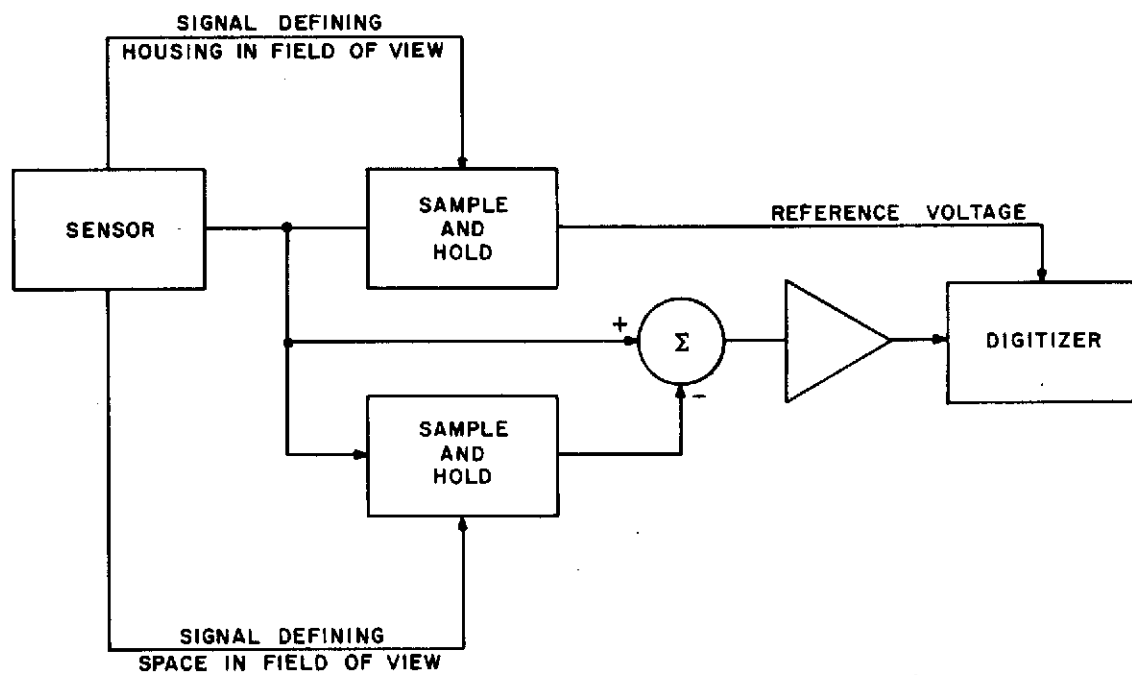 SIGNAL DEFINING
HOUSING IN FIELD OF VIEW
SENSOR
SAMPLE
AND
HOLD
REFERENCE VOLTAGE
+
Σ
-
DIGITIZER
SAMPLE
AND
HOLD
SIGNAL DEFINING
SPACE IN FIELD OF VIEW